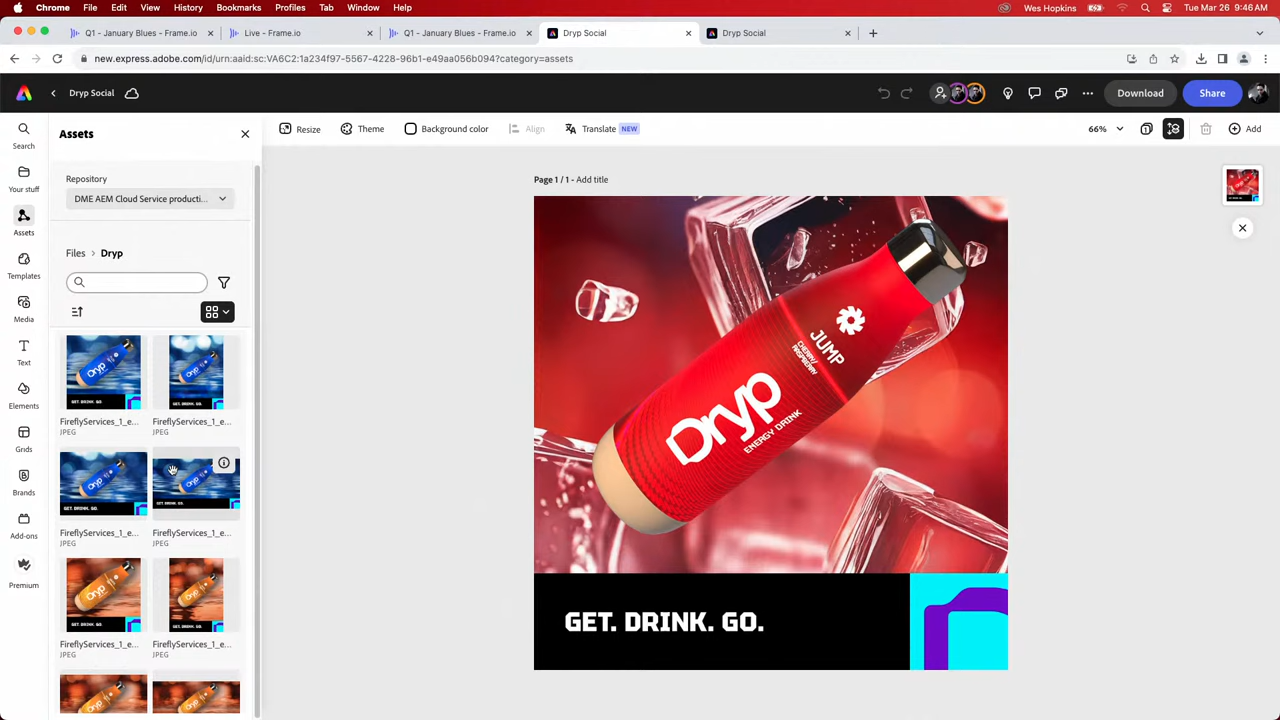 Chrome File Edit View History Bookmarks Profiles Tab Window Help Wes Hopkins Tue Mar 26 9:46AM
Q1 - January Blues - Frame.io Live - Frame.io Q1 - January Blues - Frame.io Dryp Social Dryp Social
new.express.adobe.com/id/urn:aaid:sc:VA6C2:1a234f97-5567-4228-96b1-e49aa056b094?category=assets
Dryp Social Download Share
Search
Your stuff
Assets
Templates
Media
Text
Elements
Grids
Brands
Add-ons
Premium
Assets
Repository
DME AEM Cloud Service producti...
Files > Dryp
FireflyServices_1_e... FireflyServices_1_e...
JPEG JPEG
FireflyServices_1_e... FireflyServices_1_e...
JPEG JPEG
FireflyServices_1_e... FireflyServices_1_e...
JPEG JPEG
Resize Theme Background color Align Translate NEW 66% 1 Add
Page 1 / 1 - Add title
JUMP
CHERRY/
RASPBERRY
Dryp
ENERGY DRINK
GET. DRINK. GO.